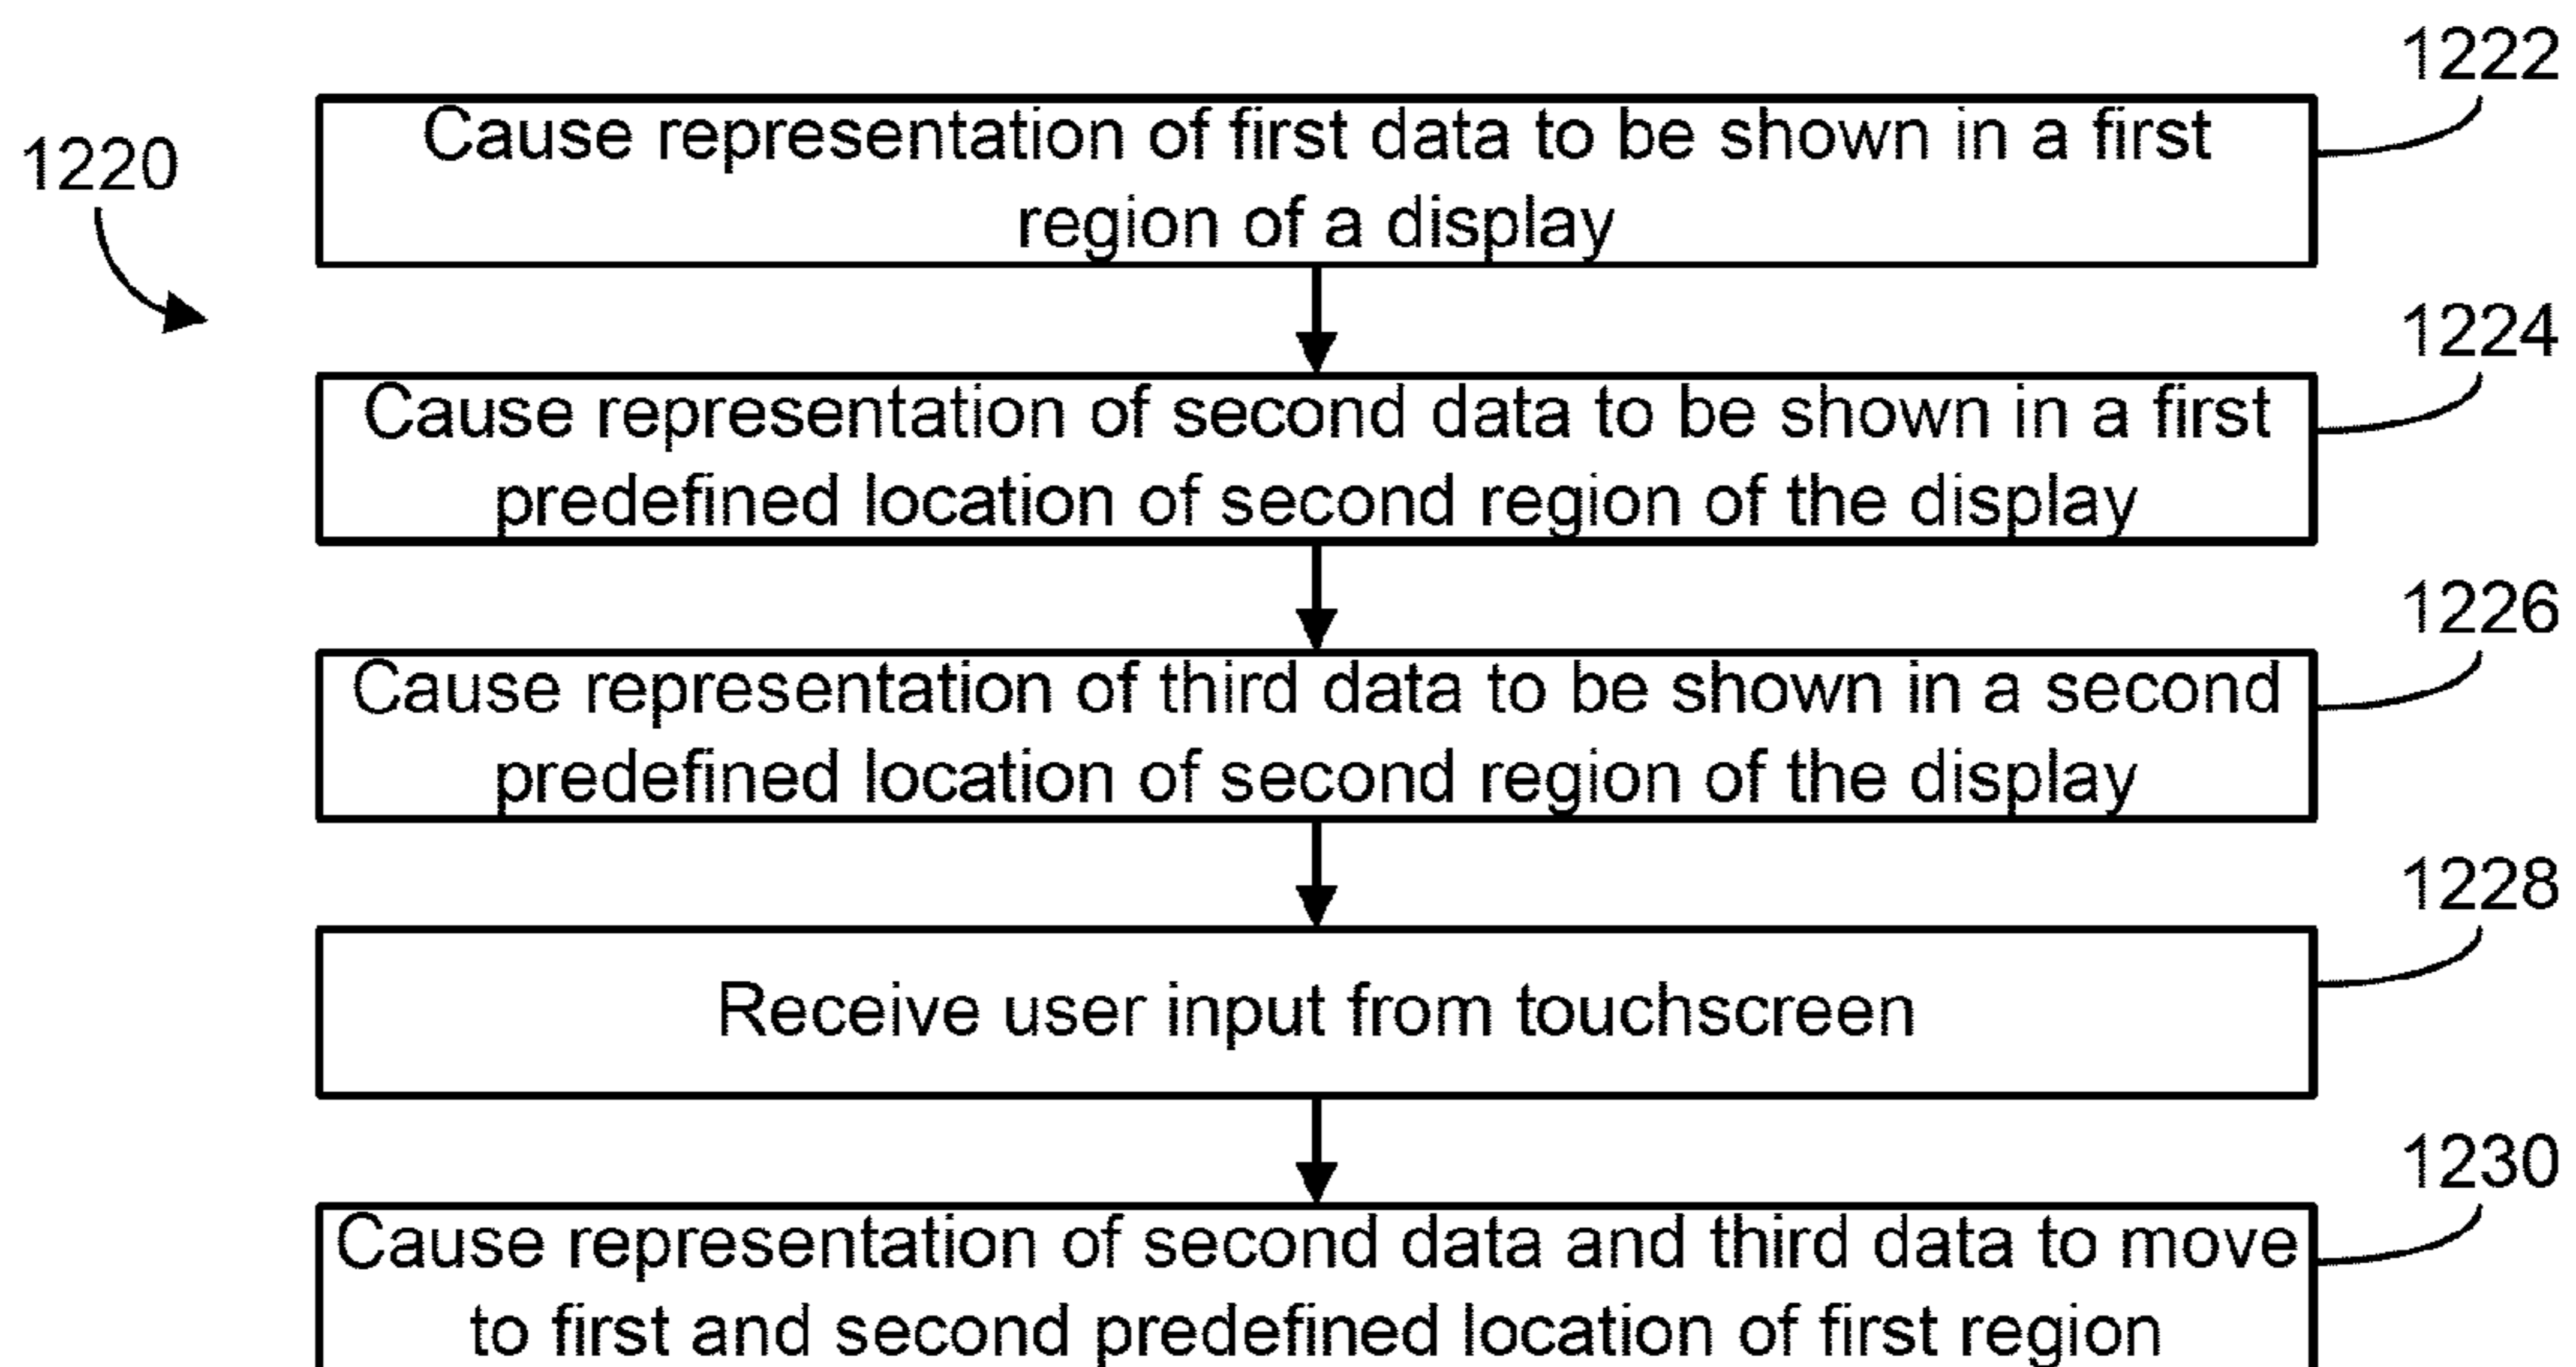 1222
1220
Cause representation of first data to be shown in a first
region of a display
1224
Cause representation of second data to be shown in a first
predefined location of second region of the display
1226
Cause representation of third data to be shown in a second
predefined location of second region of the display
1228
Receive user input from touchscreen
1230
Cause representation of second data and third data to move
to first and second predefined location of first region